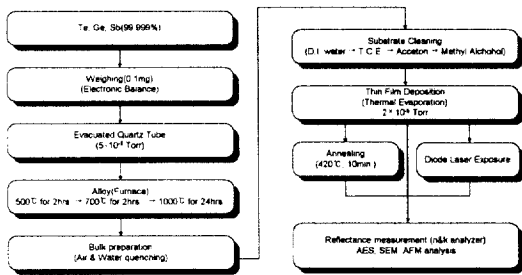 Te, Ge, Sb(99.999%)
Weighing(0.1mg)
(Electronic Balance)
Evacuated Quartz Tube
(5·10⁻⁶ Torr)
Alloy(Furnace)
500℃ for 2hrs → 700℃ for 2hrs → 1000℃ for 24hrs
Bulk preparation
(Air & Water quenching)
Substrate Cleaning
(D.I. water → T C E → Acceton → Methyl Alchohol)
Thin Film Deposition
(Thermal Evaporation)
2 * 10⁻⁶ Torr
Annealing
(420℃, 10min)
Diode Laser Exposure
Reflectance measurement (n&k analyzer)
AES, SEM, AFM analysis